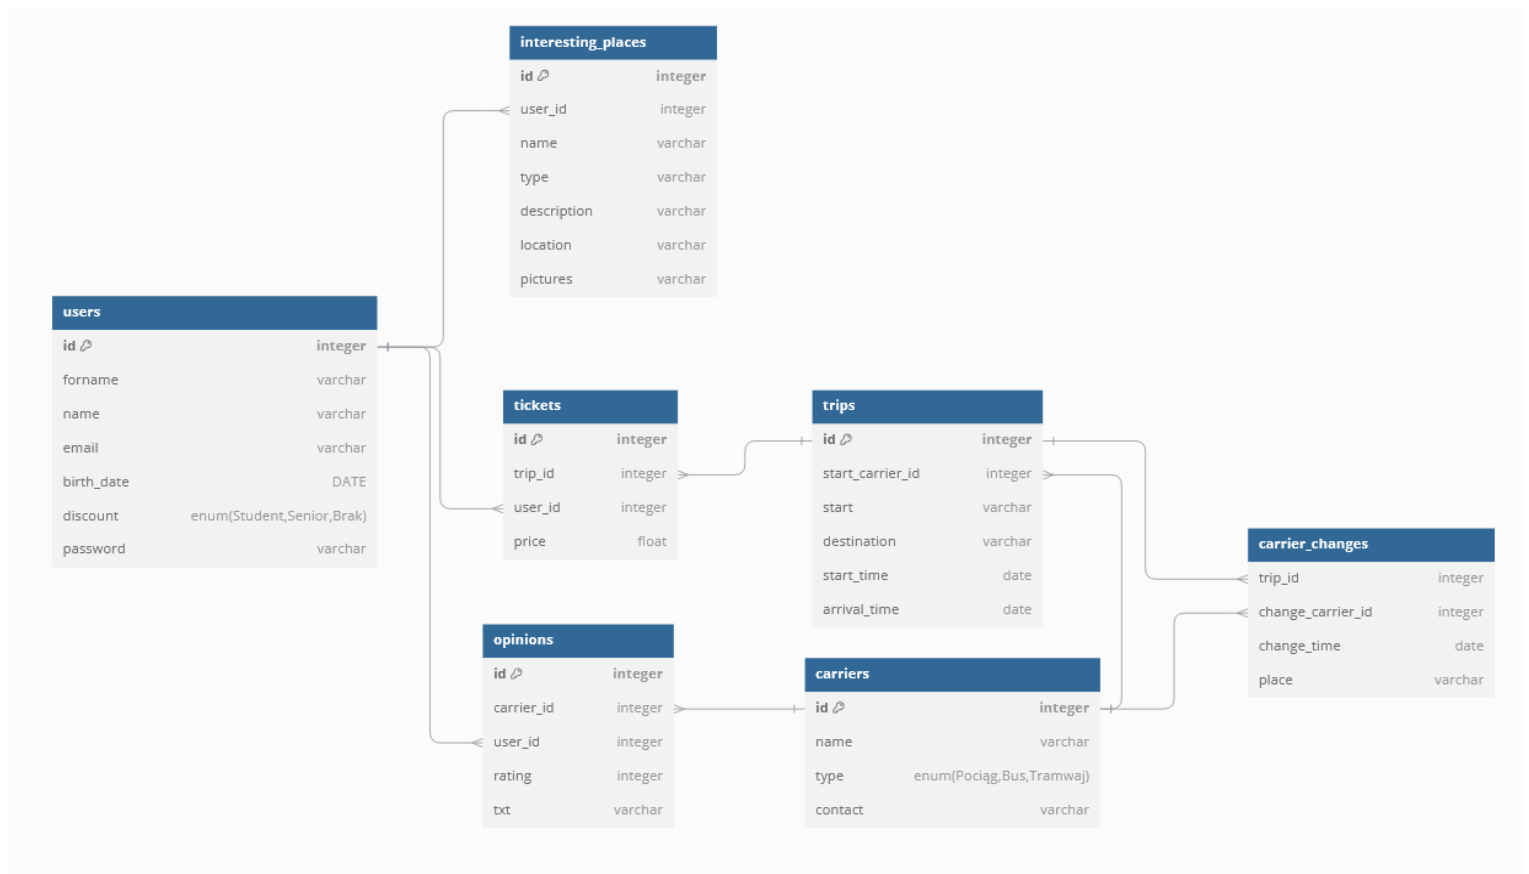 interesting_places
id integer
user_id integer
name varchar
type varchar
description varchar
location varchar
pictures varchar
users
id integer
forname varchar
name varchar
email varchar
birth_date DATE
discount enum(Student,Senior,Brak)
password varchar
tickets
id integer
trip_id integer
user_id integer
price float
trips
id integer
start_carrier_id integer
start varchar
destination varchar
start_time date
arrival_time date
carrier_changes
trip_id integer
change_carrier_id integer
change_time date
place varchar
opinions
id integer
carrier_id integer
user_id integer
rating integer
txt varchar
carriers
id integer
name varchar
type enum(Pociąg,Bus,Tramwaj)
contact varchar